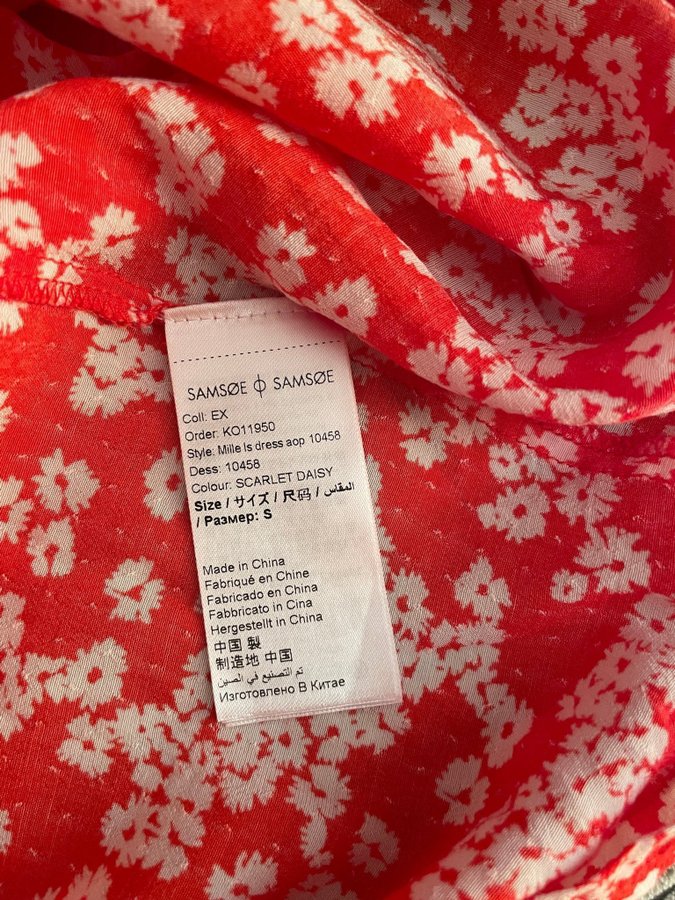 SAMSØE ɸ SAMSØE
Coll: EX
Order: KO11950
Style: Mille ls dress aop 10458
Dess: 10458
Colour: SCARLET DAISY
Size / サイズ / 尺码 / المقاس
/ Размер: S
Made in China
Fabriqué en Chine
Fabricado en China
Fabbricato in Cina
Hergestellt in China
中国 製
制造地 中国
تم التصنيع في الصين
Изготовлено В Китае